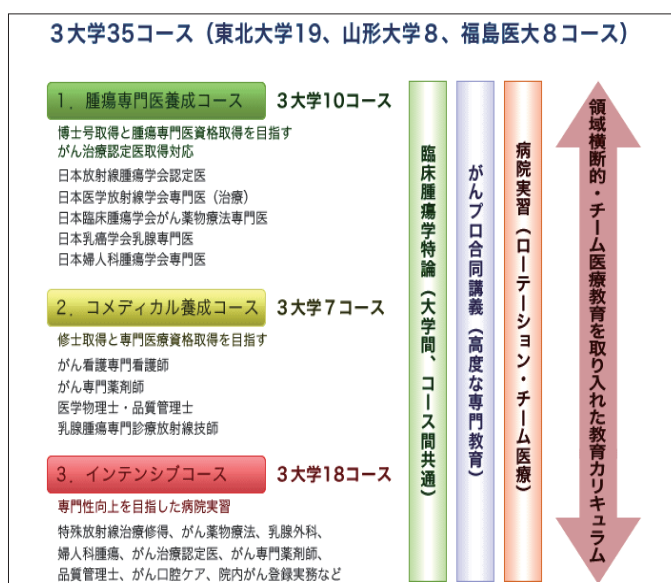 3大学35コース（東北大学19、山形大学8、福島医大8コース）
1．腫瘍専門医養成コース　3大学10コース
博士号取得と腫瘍専門医資格取得を目指す
がん治療認定医取得対応
日本放射線腫瘍学会認定医
日本医学放射線学会専門医（治療）
日本臨床腫瘍学会がん薬物療法専門医
日本乳癌学会乳腺専門医
日本婦人科腫瘍学会専門医
2．コメディカル養成コース　3大学7コース
修士取得と専門医療資格取得を目指す
がん看護専門看護師
がん専門薬剤師
医学物理士・品質管理士
乳腺腫瘍専門診療放射線技師
3．インテンシブコース　3大学18コース
専門性向上を目指した病院実習
特殊放射線治療修得、がん薬物療法、乳腺外科、
婦人科腫瘍、がん治療認定医、がん専門薬剤師、
品質管理士、がん口腔ケア、院内がん登録実務など
臨床腫瘍学特論（大学間、コース間共通）
がんプロ合同講義（高度な専門教育）
病院実習（ローテーション・チーム医療）
領域横断的・チーム医療教育を取り入れた教育カリキュラム